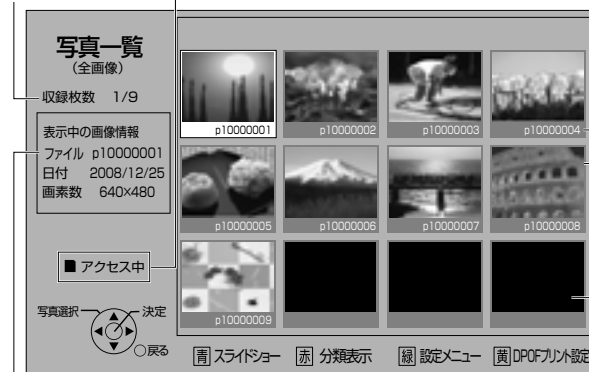 写真一覧
(全画像)
収録枚数 1/9
表示中の画像情報
ファイル p10000001
日付 2008/12/25
画素数 640×480
■ アクセス中
写真選択
決定
戻る
p10000001
p10000002
p10000003
p10000004
p10000005
p10000006
p10000007
p10000008
p10000009
青 スライドショー
赤 分類表示
緑 設定メニュー
黄 DPOFプリント設定